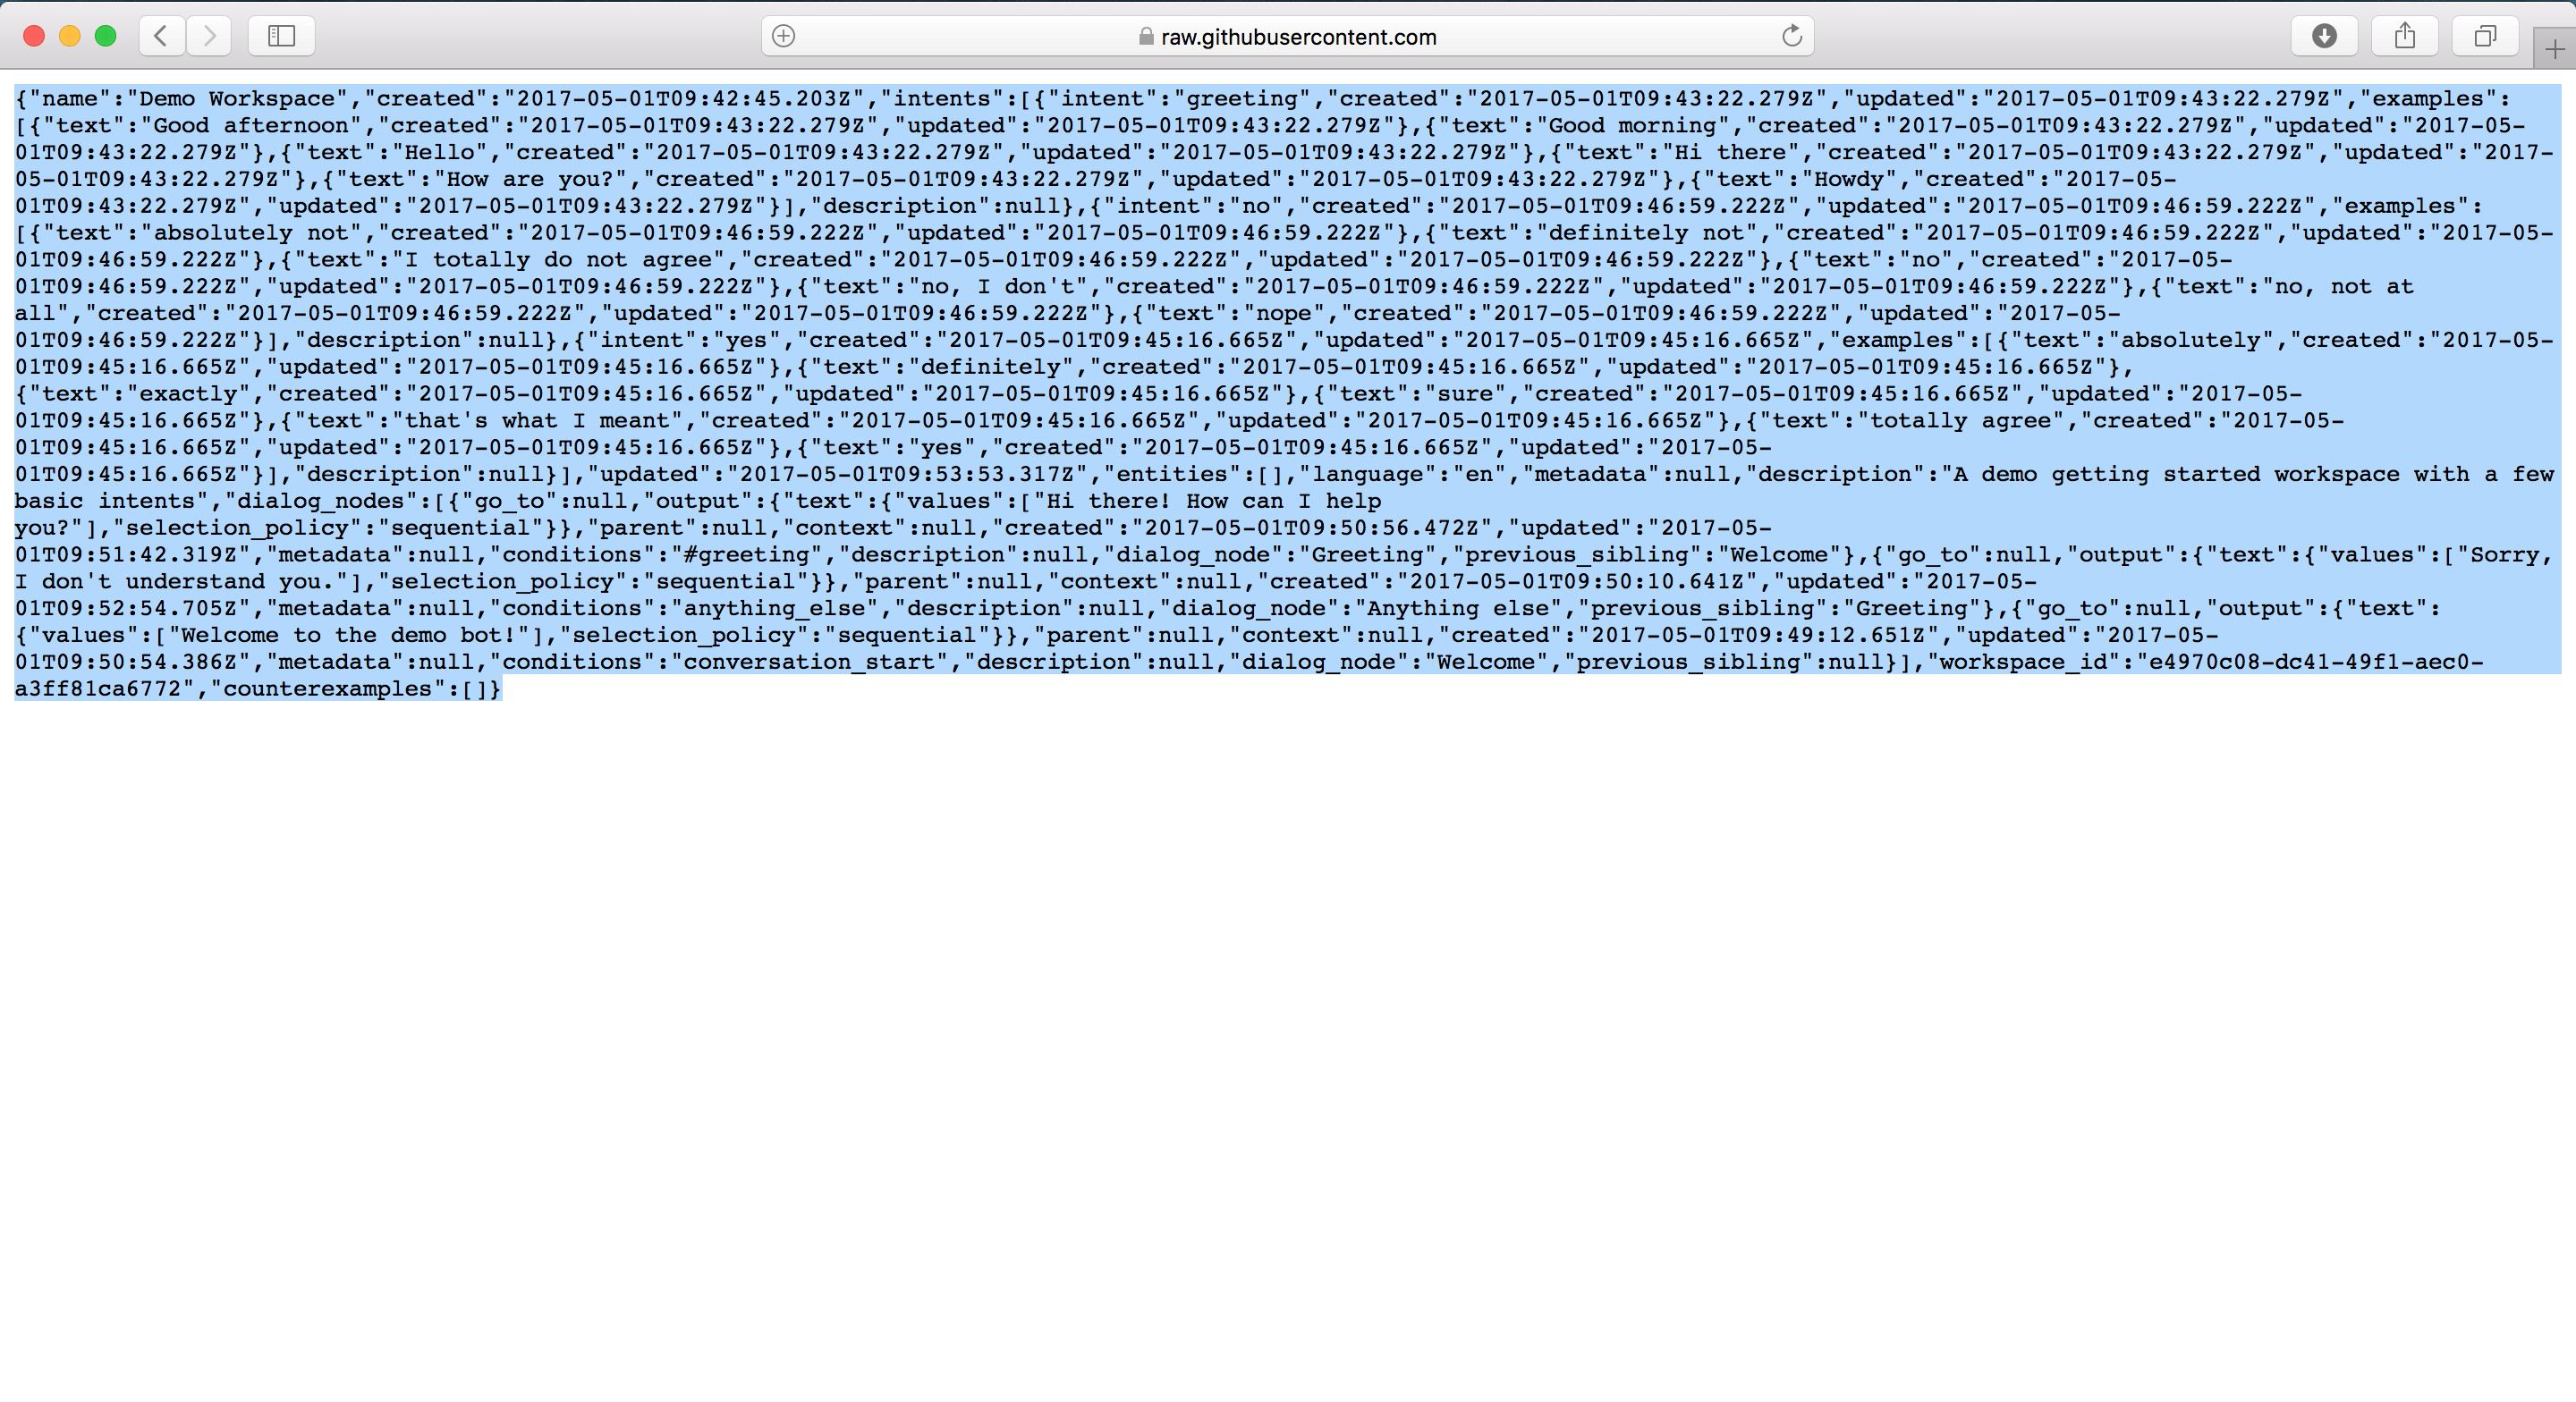 raw.githubusercontent.com
{"name":"Demo Workspace","created":"2017-05-01T09:42:45.203Z","intents":[{"intent":"greeting","created":"2017-05-01T09:43:22.279Z","updated":"2017-05-01T09:43:22.279Z","examples":
[{"text":"Good afternoon","created":"2017-05-01T09:43:22.279Z","updated":"2017-05-01T09:43:22.279Z"},{"text":"Good morning","created":"2017-05-01T09:43:22.279Z","updated":"2017-05-
01T09:43:22.279Z"},{"text":"Hello","created":"2017-05-01T09:43:22.279Z","updated":"2017-05-01T09:43:22.279Z"},{"text":"Hi there","created":"2017-05-01T09:43:22.279Z","updated":"2017-
05-01T09:43:22.279Z"},{"text":"How are you?","created":"2017-05-01T09:43:22.279Z","updated":"2017-05-01T09:43:22.279Z"},{"text":"Howdy","created":"2017-05-
01T09:43:22.279Z","updated":"2017-05-01T09:43:22.279Z"}],"description":null},{"intent":"no","created":"2017-05-01T09:46:59.222Z","updated":"2017-05-01T09:46:59.222Z","examples":
[{"text":"absolutely not","created":"2017-05-01T09:46:59.222Z","updated":"2017-05-01T09:46:59.222Z"},{"text":"definitely not","created":"2017-05-01T09:46:59.222Z","updated":"2017-05-
01T09:46:59.222Z"},{"text":"I totally do not agree","created":"2017-05-01T09:46:59.222Z","updated":"2017-05-01T09:46:59.222Z"},{"text":"no","created":"2017-05-
01T09:46:59.222Z","updated":"2017-05-01T09:46:59.222Z"},{"text":"no, I don't","created":"2017-05-01T09:46:59.222Z","updated":"2017-05-01T09:46:59.222Z"},{"text":"no, not at
all","created":"2017-05-01T09:46:59.222Z","updated":"2017-05-01T09:46:59.222Z"},{"text":"nope","created":"2017-05-01T09:46:59.222Z","updated":"2017-05-
01T09:46:59.222Z"}],"description":null},{"intent":"yes","created":"2017-05-01T09:45:16.665Z","updated":"2017-05-01T09:45:16.665Z","examples":[{"text":"absolutely","created":"2017-05-
01T09:45:16.665Z","updated":"2017-05-01T09:45:16.665Z"},{"text":"definitely","created":"2017-05-01T09:45:16.665Z","updated":"2017-05-01T09:45:16.665Z"},
{"text":"exactly","created":"2017-05-01T09:45:16.665Z","updated":"2017-05-01T09:45:16.665Z"},{"text":"sure","created":"2017-05-01T09:45:16.665Z","updated":"2017-05-
01T09:45:16.665Z"},{"text":"that's what I meant","created":"2017-05-01T09:45:16.665Z","updated":"2017-05-01T09:45:16.665Z"},{"text":"totally agree","created":"2017-05-
01T09:45:16.665Z","updated":"2017-05-01T09:45:16.665Z"},{"text":"yes","created":"2017-05-01T09:45:16.665Z","updated":"2017-05-
01T09:45:16.665Z"}],"description":null}],"updated":"2017-05-01T09:53:53.317Z","entities":[],"language":"en","metadata":null,"description":"A demo getting started workspace with a few
basic intents","dialog_nodes":[{"go_to":null,"output":{"text":{"values":["Hi there! How can I help
you?"],"selection_policy":"sequential"}},"parent":null,"context":null,"created":"2017-05-01T09:50:56.472Z","updated":"2017-05-
01T09:51:42.319Z","metadata":null,"conditions":"#greeting","description":null,"dialog_node":"Greeting","previous_sibling":"Welcome"},{"go_to":null,"output":{"text":{"values":["Sorry,
I don't understand you."],"selection_policy":"sequential"}},"parent":null,"context":null,"created":"2017-05-01T09:50:10.641Z","updated":"2017-05-
01T09:52:54.705Z","metadata":null,"conditions":"anything_else","description":null,"dialog_node":"Anything else","previous_sibling":"Greeting"},{"go_to":null,"output":{"text":
{"values":["Welcome to the demo bot!"],"selection_policy":"sequential"}},"parent":null,"context":null,"created":"2017-05-01T09:49:12.651Z","updated":"2017-05-
01T09:50:54.386Z","metadata":null,"conditions":"conversation_start","description":null,"dialog_node":"Welcome","previous_sibling":null}],"workspace_id":"e4970c08-dc41-49f1-aec0-
a3ff81ca6772","counterexamples":[]}